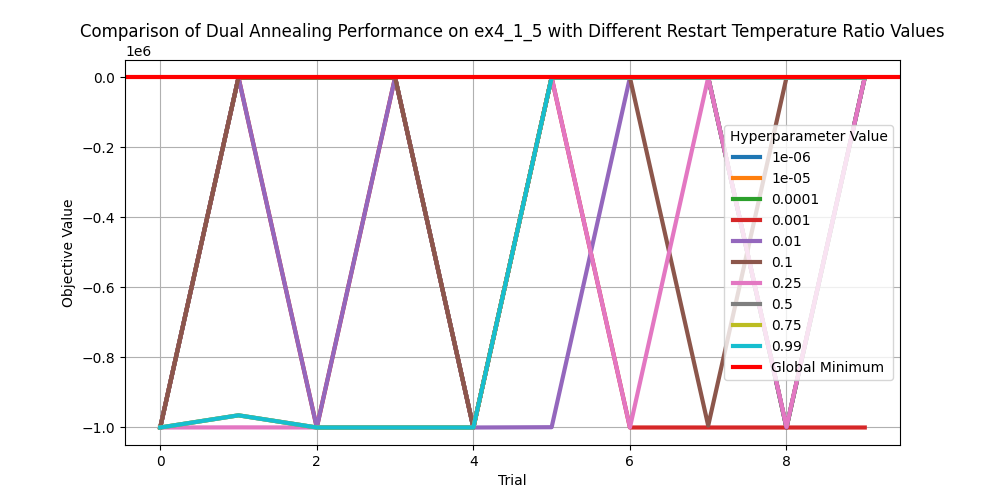 Comparison of Dual Annealing Performance on ex4_1_5 with Different Restart Temperature Ratio Values
1e6
0.0
−0.2
−0.4
−0.6
−0.8
−1.0
Objective Value
0
2
4
6
8
Trial
Hyperparameter Value
1e-06
1e-05
0.0001
0.001
0.01
0.1
0.25
0.5
0.75
0.99
Global Minimum